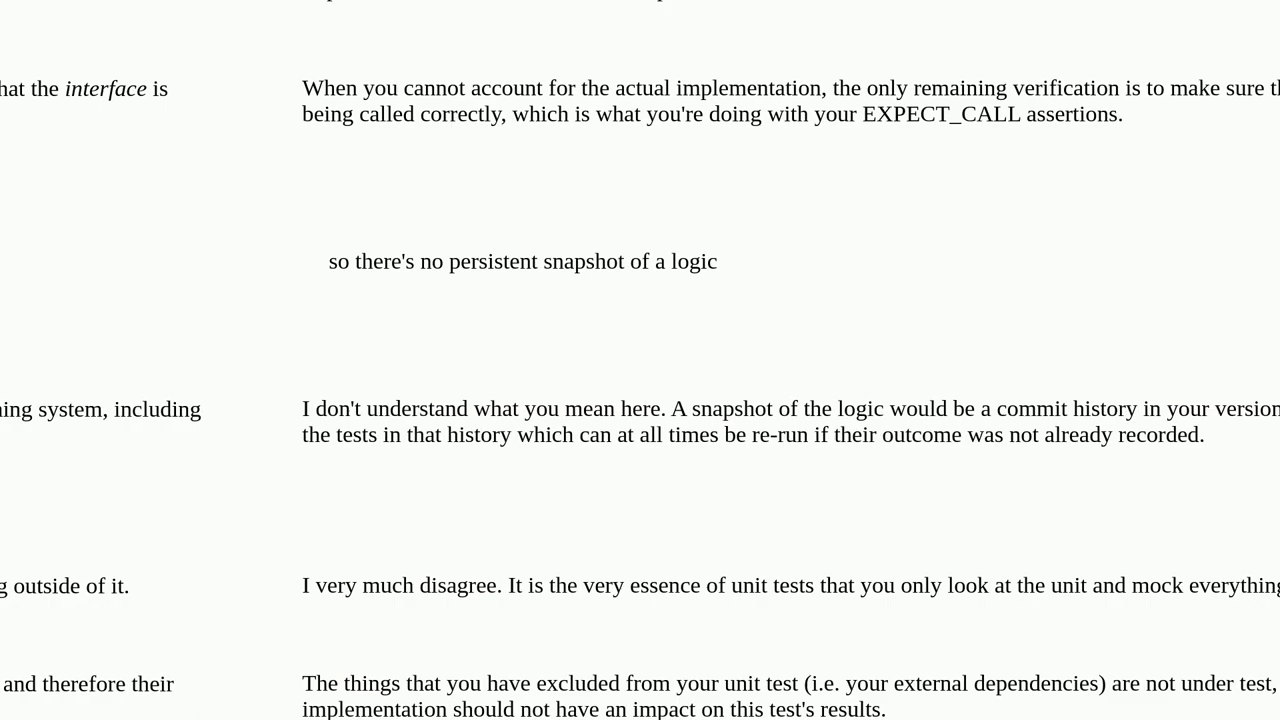 hat the interface is
When you cannot account for the actual implementation, the only remaining verification is to make sure
being called correctly, which is what you're doing with your EXPECT_CALL assertions.
so there's no persistent snapshot of a logic
ing system, including
I don't understand what you mean here. A snapshot of the logic would be a commit history in your version
the tests in that history which can at all times be re-run if their outcome was not already recorded.
outside of it.
I very much disagree. It is the very essence of unit tests that you only look at the unit and mock everything
and therefore their
The things that you have excluded from your unit test (i.e. your external dependencies) are not under test,
implementation should not have an impact on this test's results.